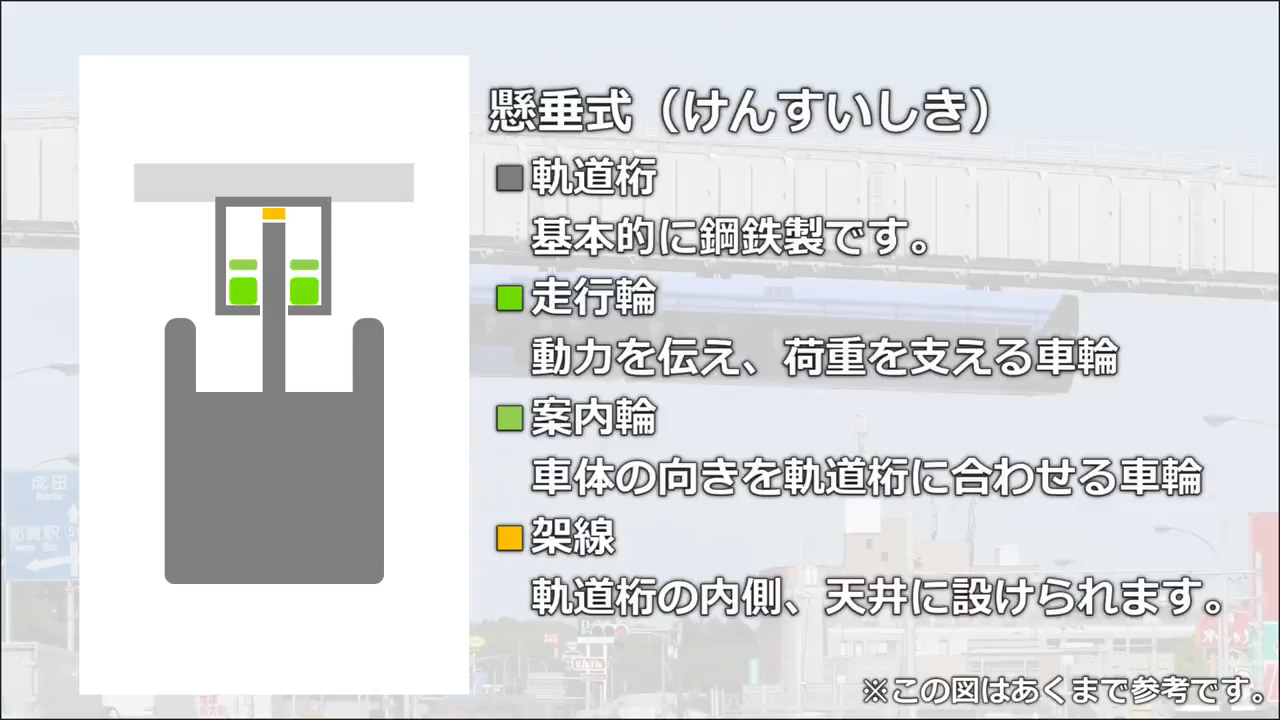 懸垂式（けんすいしき）
軌道桁
基本的に鋼鉄製です。
走行輪
動力を伝え、荷重を支える車輪
案内輪
車体の向きを軌道桁に合わせる車輪
架線
軌道桁の内側、天井に設けられます。
※この図はあくまで参考です。
成田
Narita